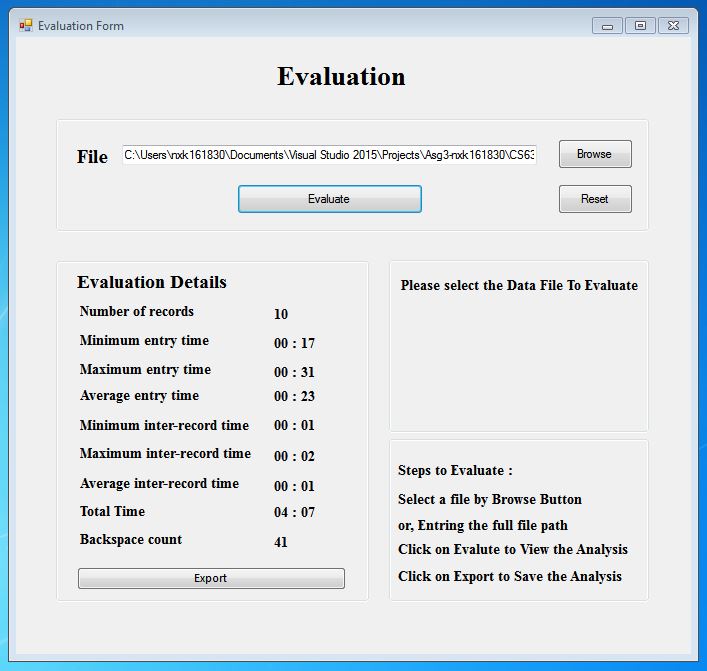 Evaluation Form
Evaluation
File C:\Users\nxk161830\Documents\Visual Studio 2015\Projects\Asg3-nxk161830\CS63 Browse
Evaluate Reset
Evaluation Details
Number of records 10
Minimum entry time 00 : 17
Maximum entry time 00 : 31
Average entry time 00 : 23
Minimum inter-record time 00 : 01
Maximum inter-record time 00 : 02
Average inter-record time 00 : 01
Total Time 04 : 07
Backspace count 41
Export
Please select the Data File To Evaluate
Steps to Evaluate :
Select a file by Browse Button
or, Entring the full file path
Click on Evalute to View the Analysis
Click on Export to Save the Analysis